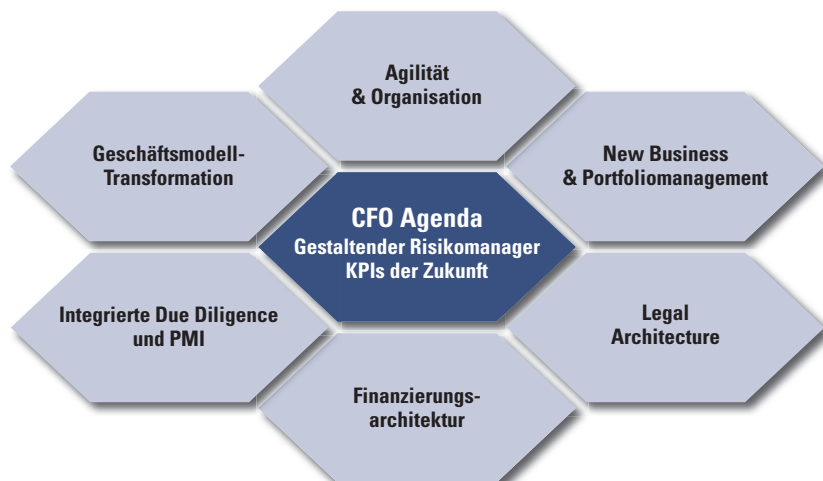 Agilität
& Organisation
Geschäftsmodell-
Transformation
New Business
& Portfoliomanagement
CFO Agenda
Gestaltender Risikomanager
KPIs der Zukunft
Integrierte Due Diligence
und PMI
Legal
Architecture
Finanzierungs-
architektur